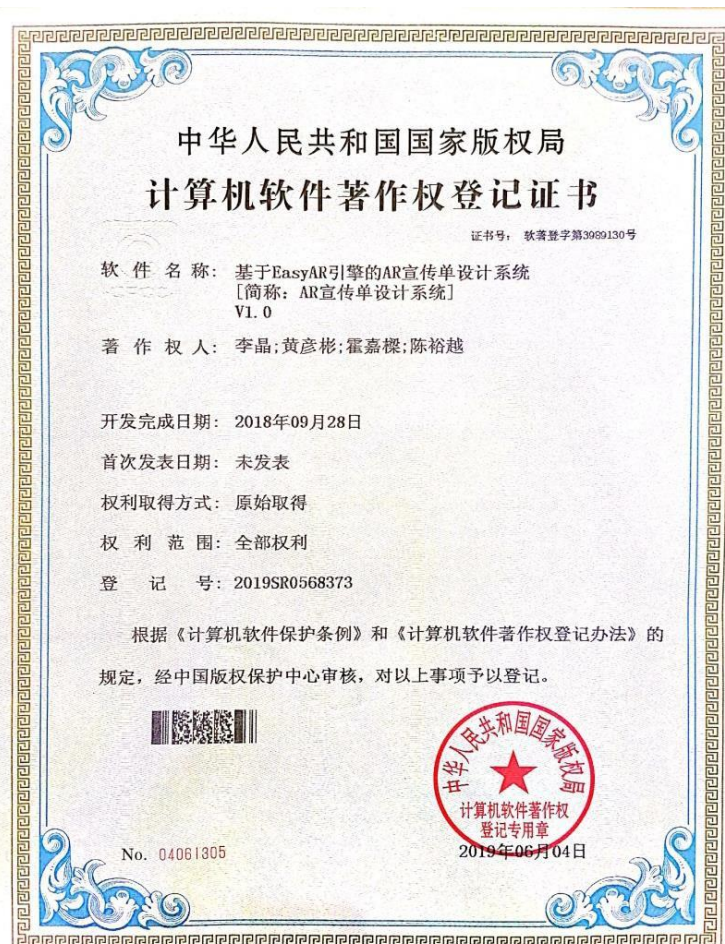 中华人民共和国国家版权局
计算机软件著作权登记证书
证书号： 软著登字第3989130号
软件名称： 基于EasyAR引擎的AR宣传单设计系统
[简称：AR宣传单设计系统]
V1.0
著作权人： 李晶;黄彦彬;霍嘉櫟;陈裕越
开发完成日期： 2018年09月28日
首次发表日期： 未发表
权利取得方式： 原始取得
权利范围： 全部权利
登记号： 2019SR0568373
根据《计算机软件保护条例》和《计算机软件著作权登记办法》的
规定，经中国版权保护中心审核，对以上事项予以登记。
中华人民共和国国家版权局
计算机软件著作权
登记专用章
No. 04061305
2019年06月04日